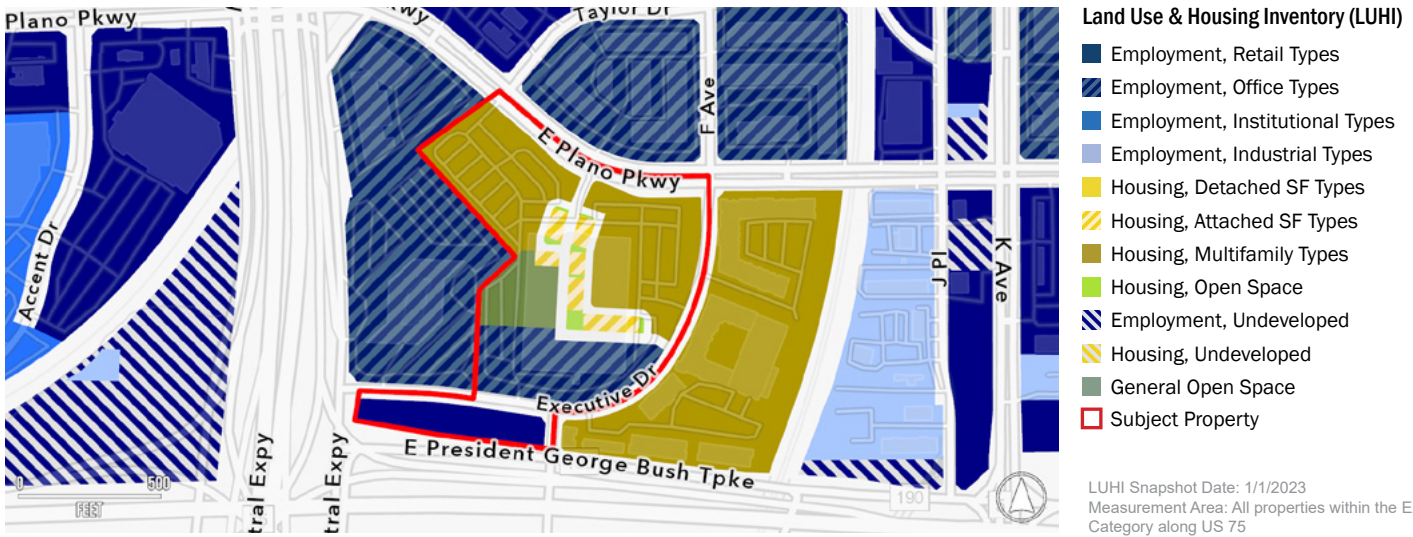 Plano Pkwy
wy
Taylor Dr
F Ave
E Plano Pkwy
Accent Dr
Executive Dr
E President George Bush Tpke
J Pl
K Ave
190
tral Expy
tral Expy
0 500
FEET
Land Use & Housing Inventory (LUHI)
Employment, Retail Types
Employment, Office Types
Employment, Institutional Types
Employment, Industrial Types
Housing, Detached SF Types
Housing, Attached SF Types
Housing, Multifamily Types
Housing, Open Space
Employment, Undeveloped
Housing, Undeveloped
General Open Space
Subject Property
LUHI Snapshot Date: 1/1/2023
Measurement Area: All properties within the E
Category along US 75